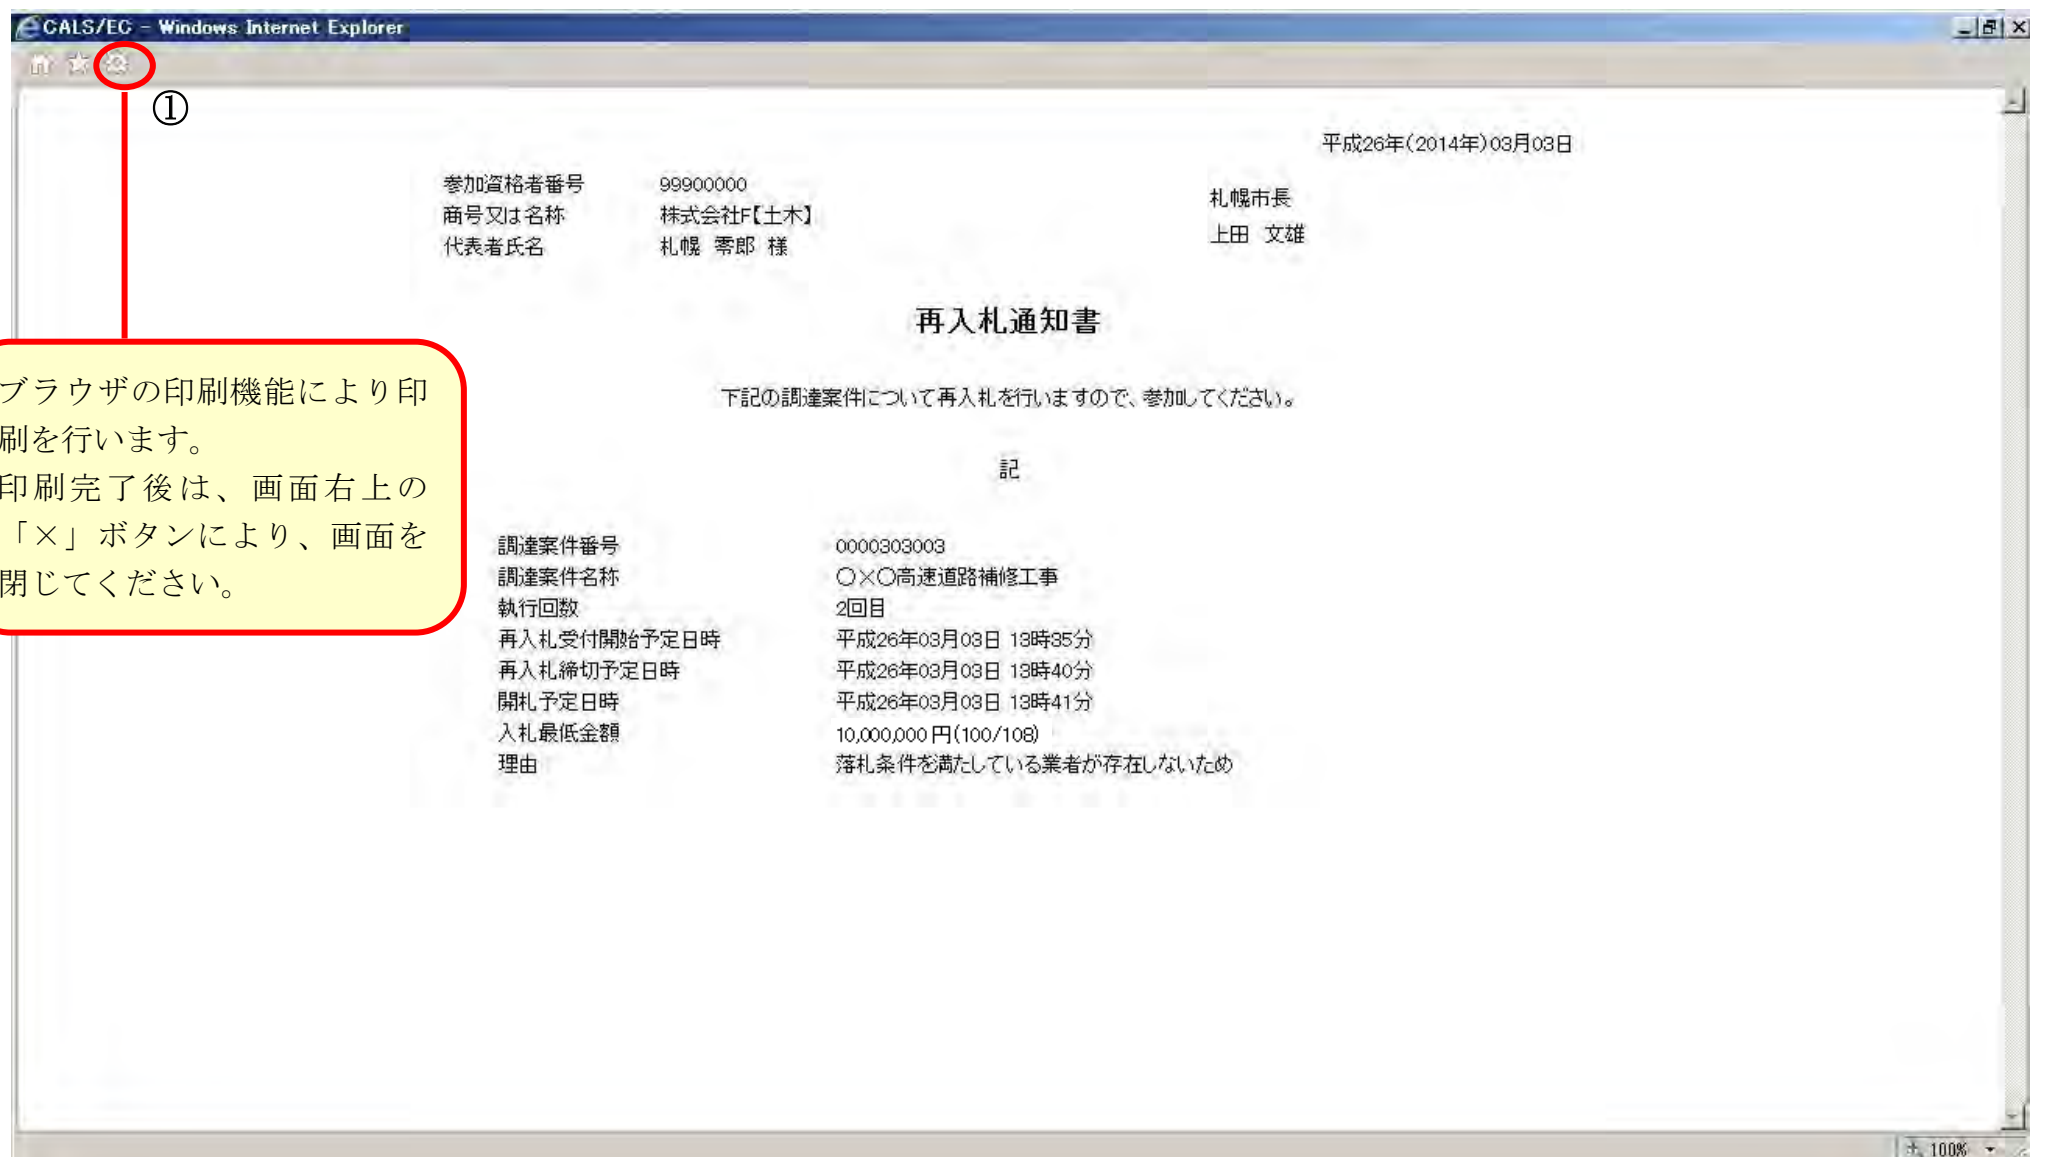 CALS/EC - Windows Internet Explorer
①
平成26年(2014年)03月03日
参加資格者番号 99900000
商号又は名称 株式会社F【土木】
代表者氏名 札幌 零郎 様
札幌市長
上田 文雄
再入札通知書
下記の調達案件について再入札を行いますので、参加してください。
記
ブラウザの印刷機能により印
刷を行います。
印刷完了後は、画面右上の
「×」ボタンにより、画面を
閉じてください。
調達案件番号 0000303003
調達案件名称 ○×○高速道路補修工事
執行回数 2回目
再入札受付開始予定日時 平成26年03月03日 13時35分
再入札締切予定日時 平成26年03月03日 13時40分
開札予定日時 平成26年03月03日 13時41分
入札最低金額 10,000,000 円(100/108)
理由 落札条件を満たしている業者が存在しないため
100%